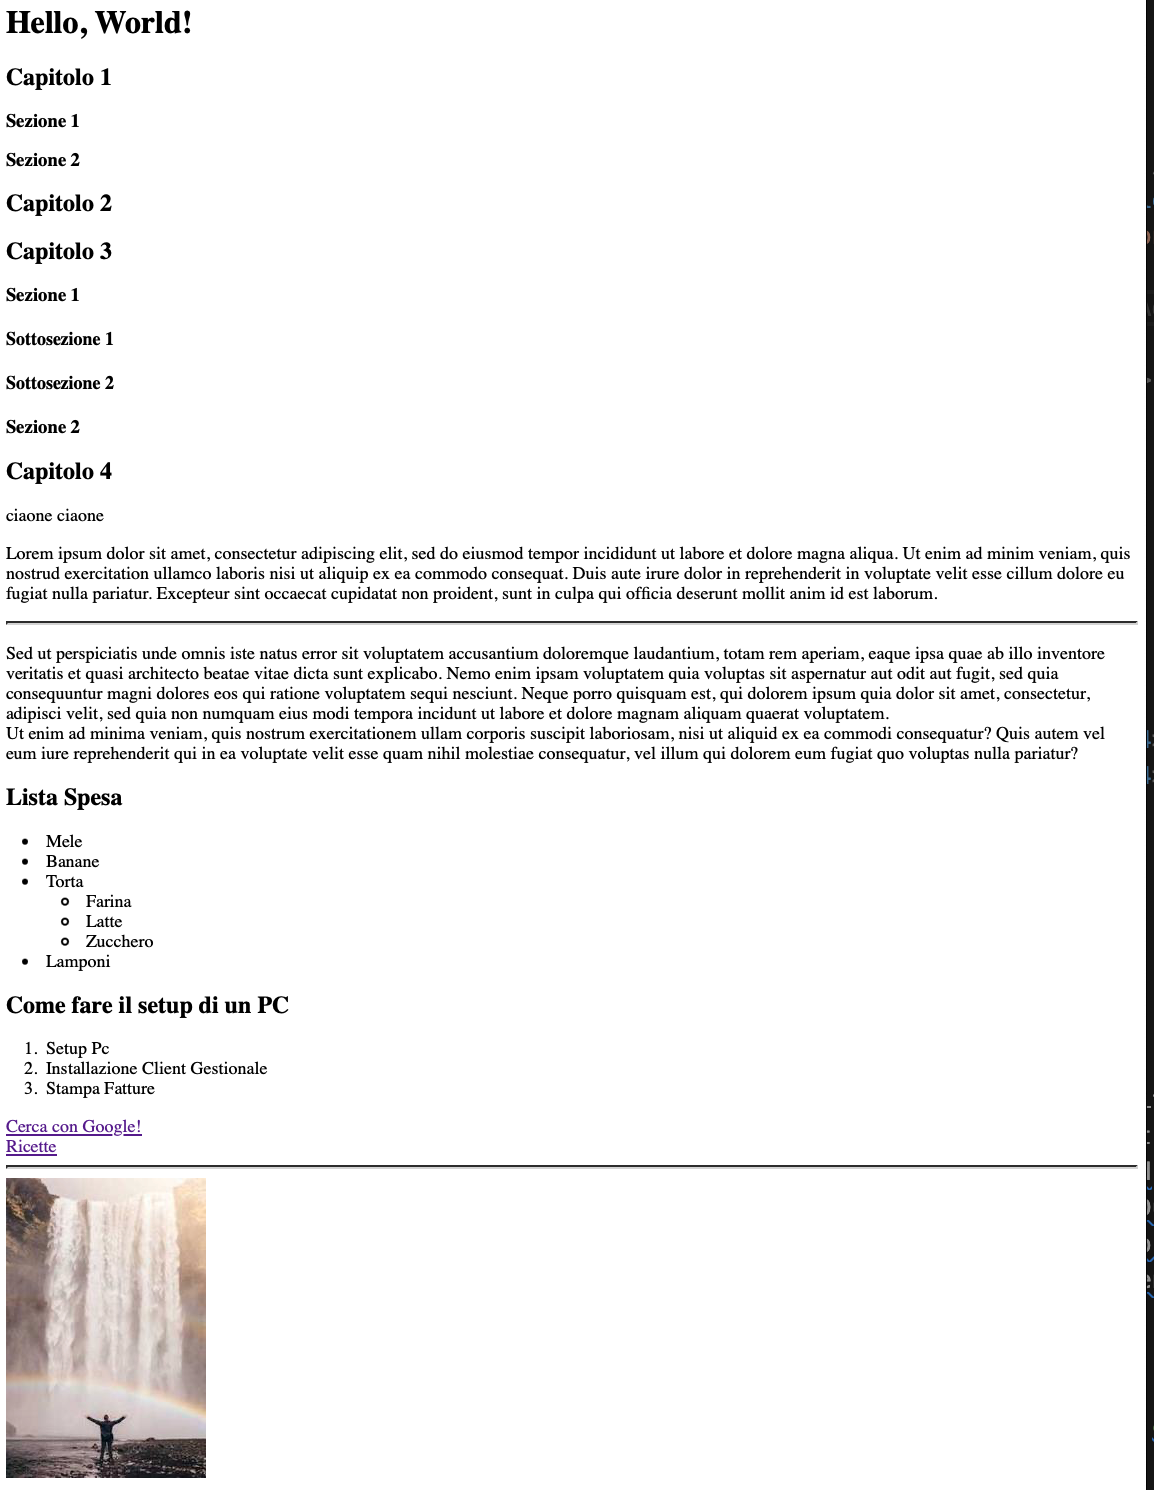 Hello, World!
Capitolo 1
Sezione 1
Sezione 2
Capitolo 2
Capitolo 3
Sezione 1
Sottosezione 1
Sottosezione 2
Sezione 2
Capitolo 4
ciaone ciaone
Lorem ipsum dolor sit amet, consectetur adipiscing elit, sed do eiusmod tempor incididunt ut labore et dolore magna aliqua. Ut enim ad minim veniam, quis
nostrud exercitation ullamco laboris nisi ut aliquip ex ea commodo consequat. Duis aute irure dolor in reprehenderit in voluptate velit esse cillum dolore eu
fugiat nulla pariatur. Excepteur sint occaecat cupidatat non proident, sunt in culpa qui officia deserunt mollit anim id est laborum.
Sed ut perspiciatis unde omnis iste natus error sit voluptatem accusantium doloremque laudantium, totam rem aperiam, eaque ipsa quae ab illo inventore
veritatis et quasi architecto beatae vitae dicta sunt explicabo. Nemo enim ipsam voluptatem quia voluptas sit aspernatur aut odit aut fugit, sed quia
consequuntur magni dolores eos qui ratione voluptatem sequi nesciunt. Neque porro quisquam est, qui dolorem ipsum quia dolor sit amet, consectetur,
adipisci velit, sed quia non numquam eius modi tempora incidunt ut labore et dolore magnam aliquam quaerat voluptatem.
Ut enim ad minima veniam, quis nostrum exercitationem ullam corporis suscipit laboriosam, nisi ut aliquid ex ea commodi consequatur? Quis autem vel
eum iure reprehenderit qui in ea voluptate velit esse quam nihil molestiae consequatur, vel illum qui dolorem eum fugiat quo voluptas nulla pariatur?
Lista Spesa
• Mele
• Banane
• Torta
◦ Farina
◦ Latte
◦ Zucchero
• Lamponi
Come fare il setup di un PC
1. Setup Pc
2. Installazione Client Gestionale
3. Stampa Fatture
Cerca con Google!
Ricette